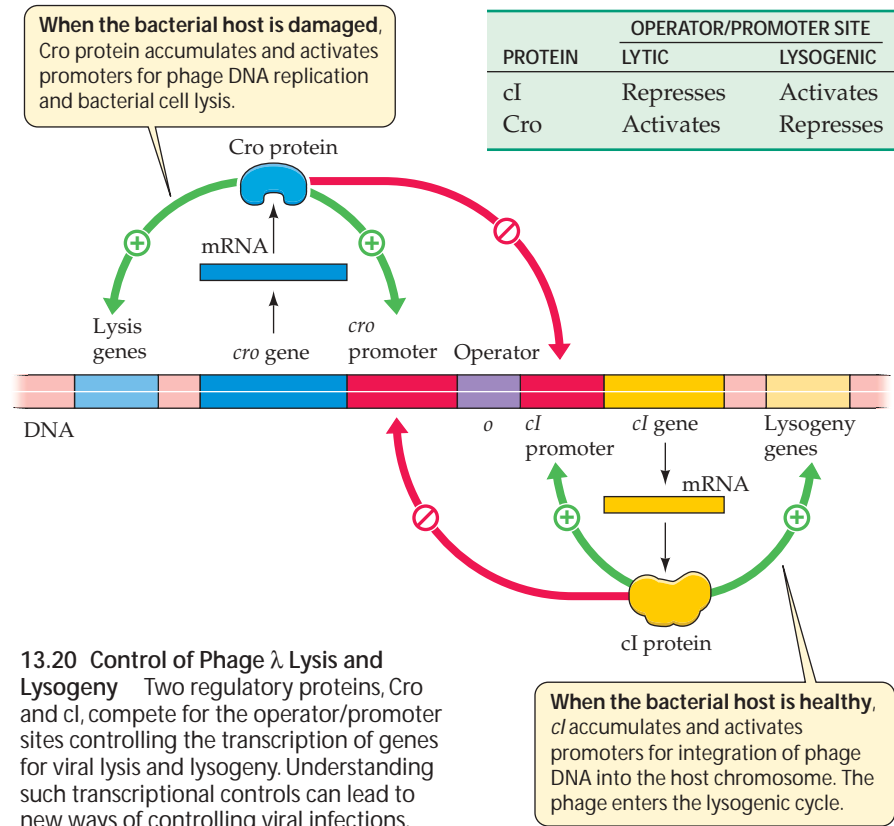 When the bacterial host is damaged,
Cro protein accumulates and activates
promoters for phage DNA replication
and bacterial cell lysis.
OPERATOR/PROMOTER SITE
PROTEIN LYTIC LYSOGENIC
cI Represses Activates
Cro Activates Represses
Cro protein
mRNA
Lysis
genes
cro gene
cro
promoter
Operator
DNA
o
cI
promoter
cI gene
Lysogeny
genes
mRNA
cI protein
13.20 Control of Phage λ Lysis and
Lysogeny Two regulatory proteins, Cro
and cI, compete for the operator/promoter
sites controlling the transcription of genes
for viral lysis and lysogeny. Understanding
such transcriptional controls can lead to
new ways of controlling viral infections.
When the bacterial host is healthy,
cI accumulates and activates
promoters for integration of phage
DNA into the host chromosome. The
phage enters the lysogenic cycle.